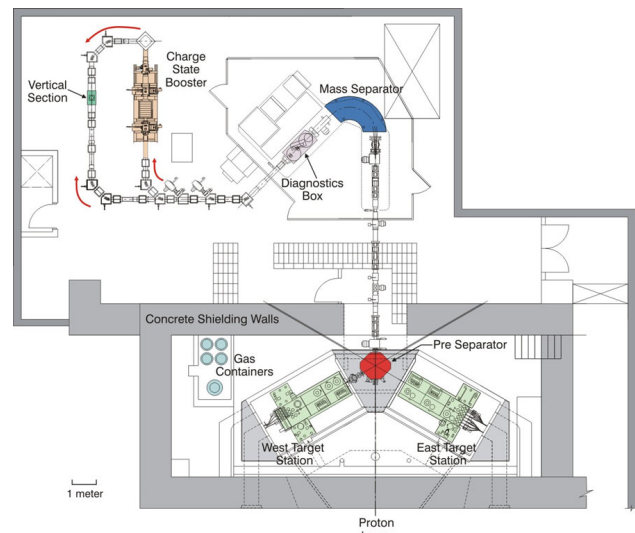 Charge
State
Booster
Vertical
Section
Mass Separator
Diagnostics
Box
Concrete Shielding Walls
Pre Separator
Gas
Containers
West Target
Station
East Target
Station
1 meter
Proton